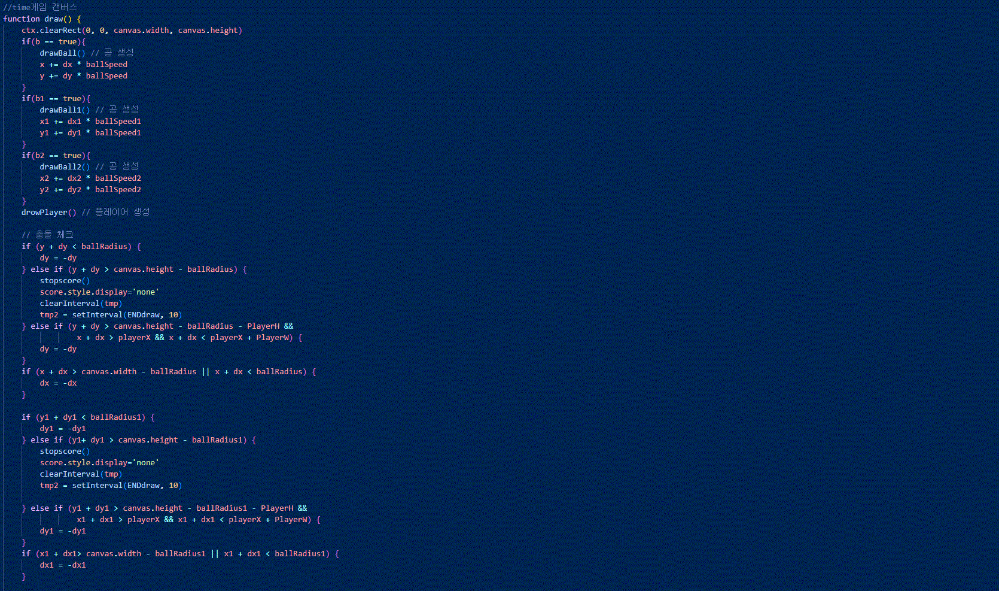 //time게임 캔버스
function draw() {
    ctx.clearRect(0, 0, canvas.width, canvas.height)
    if(b == true){
        drawBall() // 공 생성
        x += dx * ballSpeed
        y += dy * ballSpeed
    }
    if(b1 == true){
        drawBall1() // 공 생성
        x1 += dx1 * ballSpeed1
        y1 += dy1 * ballSpeed1
    }
    if(b2 == true){
        drawBall2() // 공 생성
        x2 += dx2 * ballSpeed2
        y2 += dy2 * ballSpeed2
    }
    drowPlayer() // 플레이어 생성

    // 충돌 체크
    if (y + dy < ballRadius) {
        dy = -dy
    } else if (y + dy > canvas.height - ballRadius) {
        stopscore()
        score.style.display='none'
        clearInterval(tmp)
        tmp2 = setInterval(ENDdraw, 10)
    } else if (y + dy > canvas.height - ballRadius - PlayerH &&
                x + dx > playerX && x + dx < playerX + PlayerW) {
        dy = -dy
    }
    if (x + dx > canvas.width - ballRadius || x + dx < ballRadius) {
        dx = -dx
    }

    if (y1 + dy1 < ballRadius1) {
        dy1 = -dy1
    } else if (y1+ dy1 > canvas.height - ballRadius1) {
        stopscore()
        score.style.display='none'
        clearInterval(tmp)
        tmp2 = setInterval(ENDdraw, 10)

    } else if (y1 + dy1 > canvas.height - ballRadius1 - PlayerH &&
                x1 + dx1 > playerX && x1 + dx1 < playerX + PlayerW) {
        dy1 = -dy1
    }
    if (x1 + dx1> canvas.width - ballRadius1 || x1 + dx1 < ballRadius1) {
        dx1 = -dx1
    }